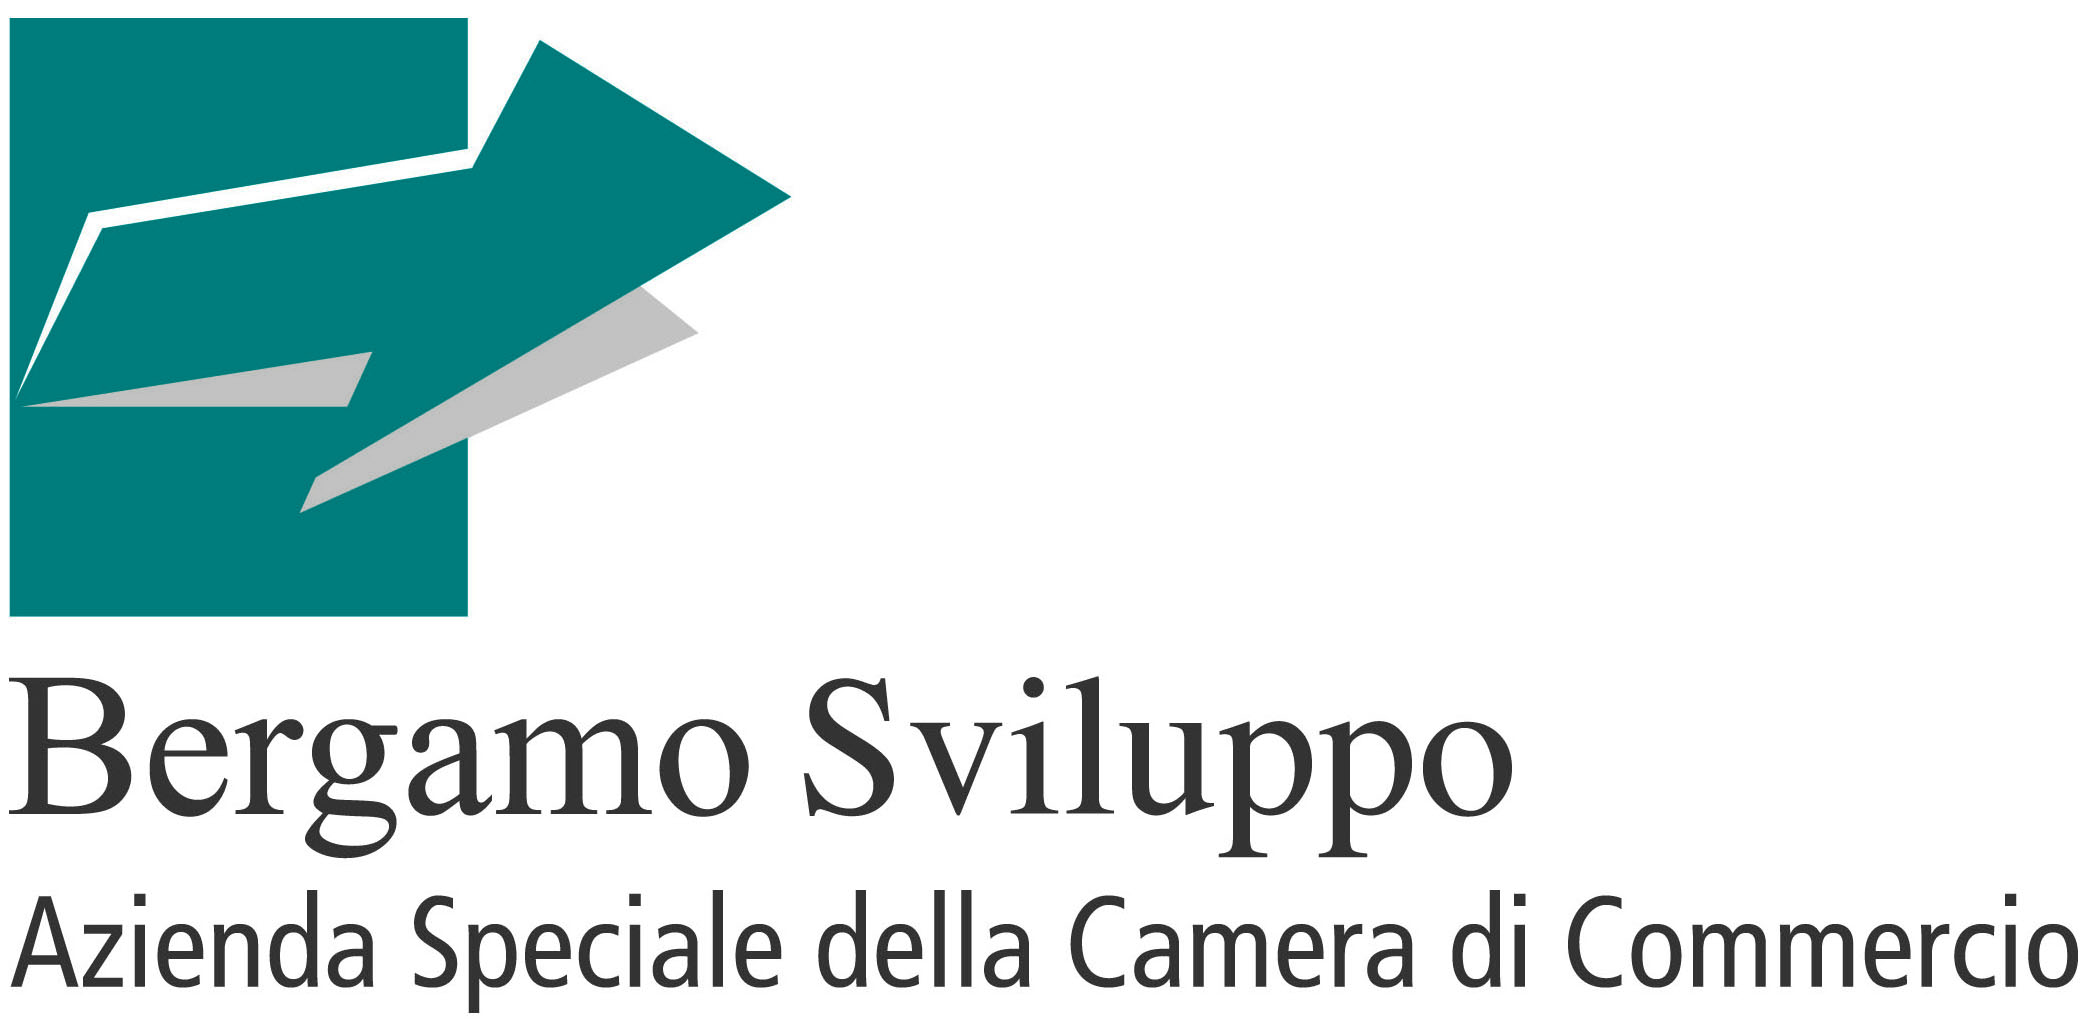 Bergamo Sviluppo
Azienda Speciale della Camera di Commercio